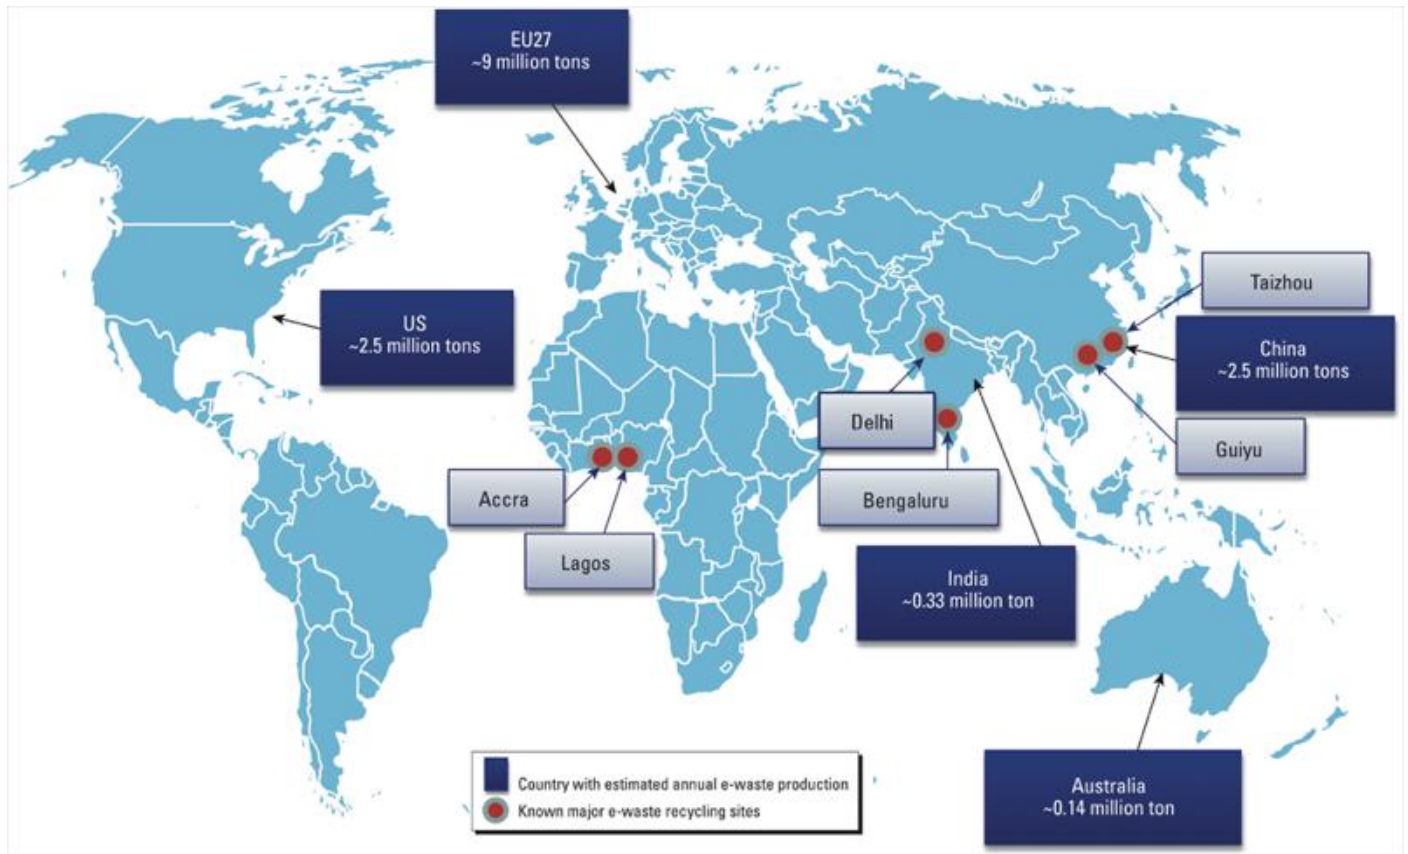 EU27
~9 million tons
US
~2.5 million tons
Taizhou
China
~2.5 million tons
Guiyu
Delhi
Bengaluru
Accra
Lagos
India
~0.33 million ton
Australia
~0.14 million ton
Country with estimated annual e-waste production
Known major e-waste recycling sites